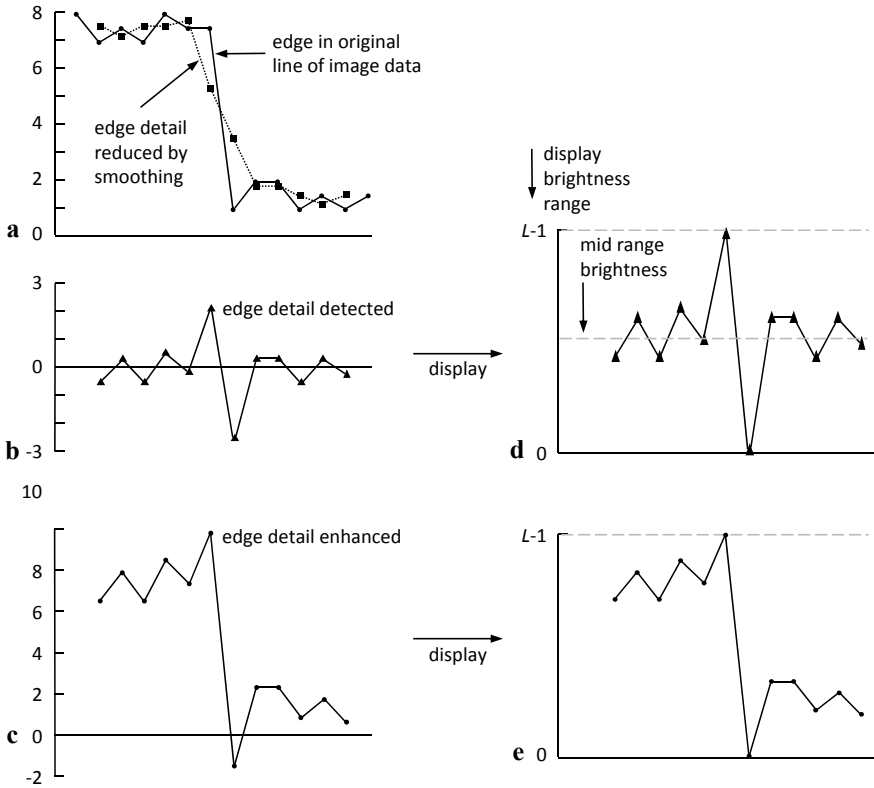 8
6
4
2
0
a
edge in original
line of image data
edge detail
reduced by
smoothing
3
0
-3
b
edge detail detected
display
display
brightness
range
L-1
mid range
brightness
0
d
10
8
6
4
2
0
-2
c
edge detail enhanced
display
L-1
0
e